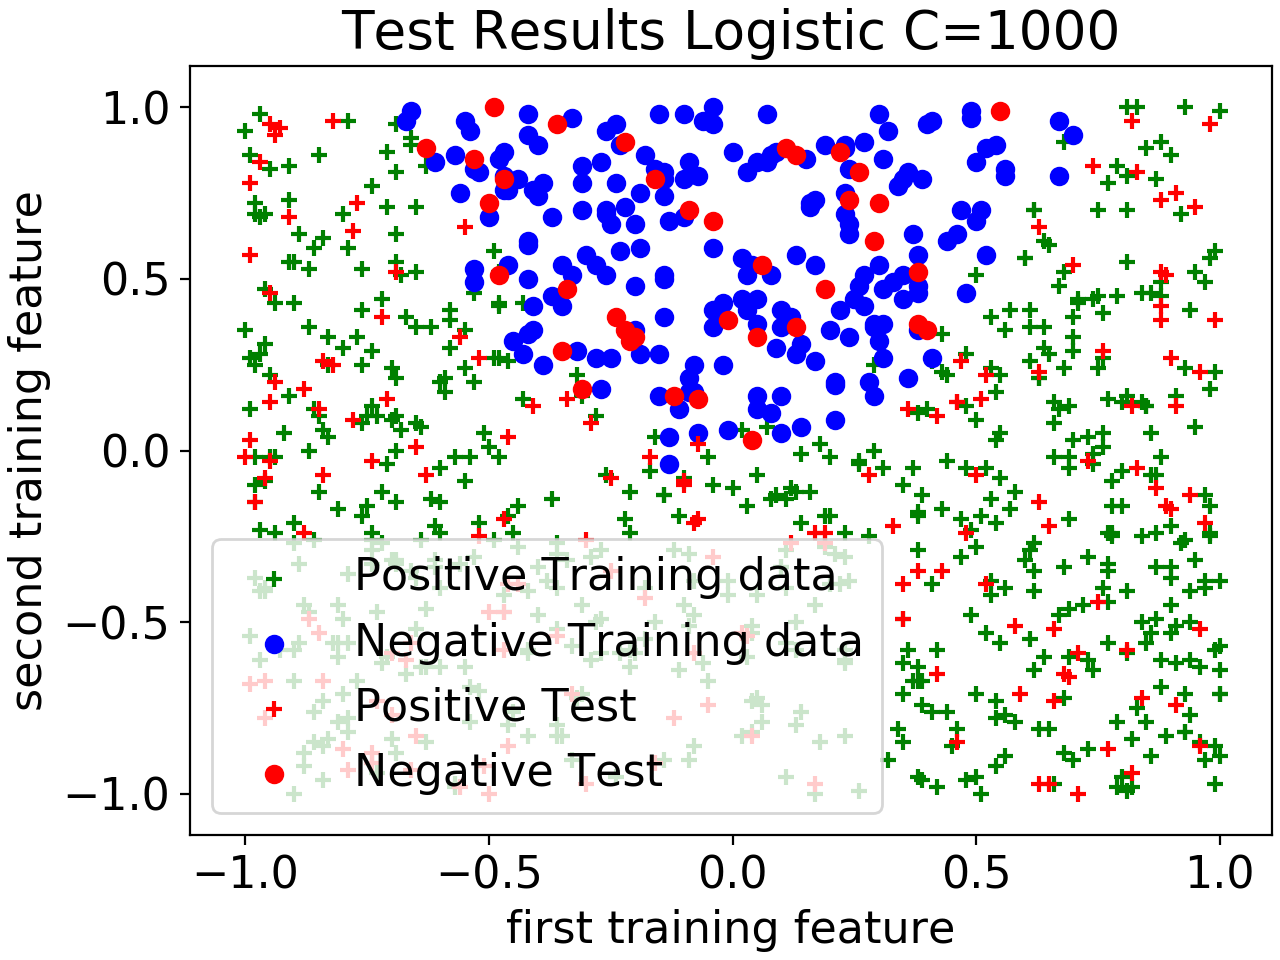 Test Results Logistic C=1000
second training feature
1.0
0.5
0.0
−0.5
−1.0
Positive Training data
Negative Training data
Positive Test
Negative Test
−1.0 −0.5 0.0 0.5 1.0
first training feature